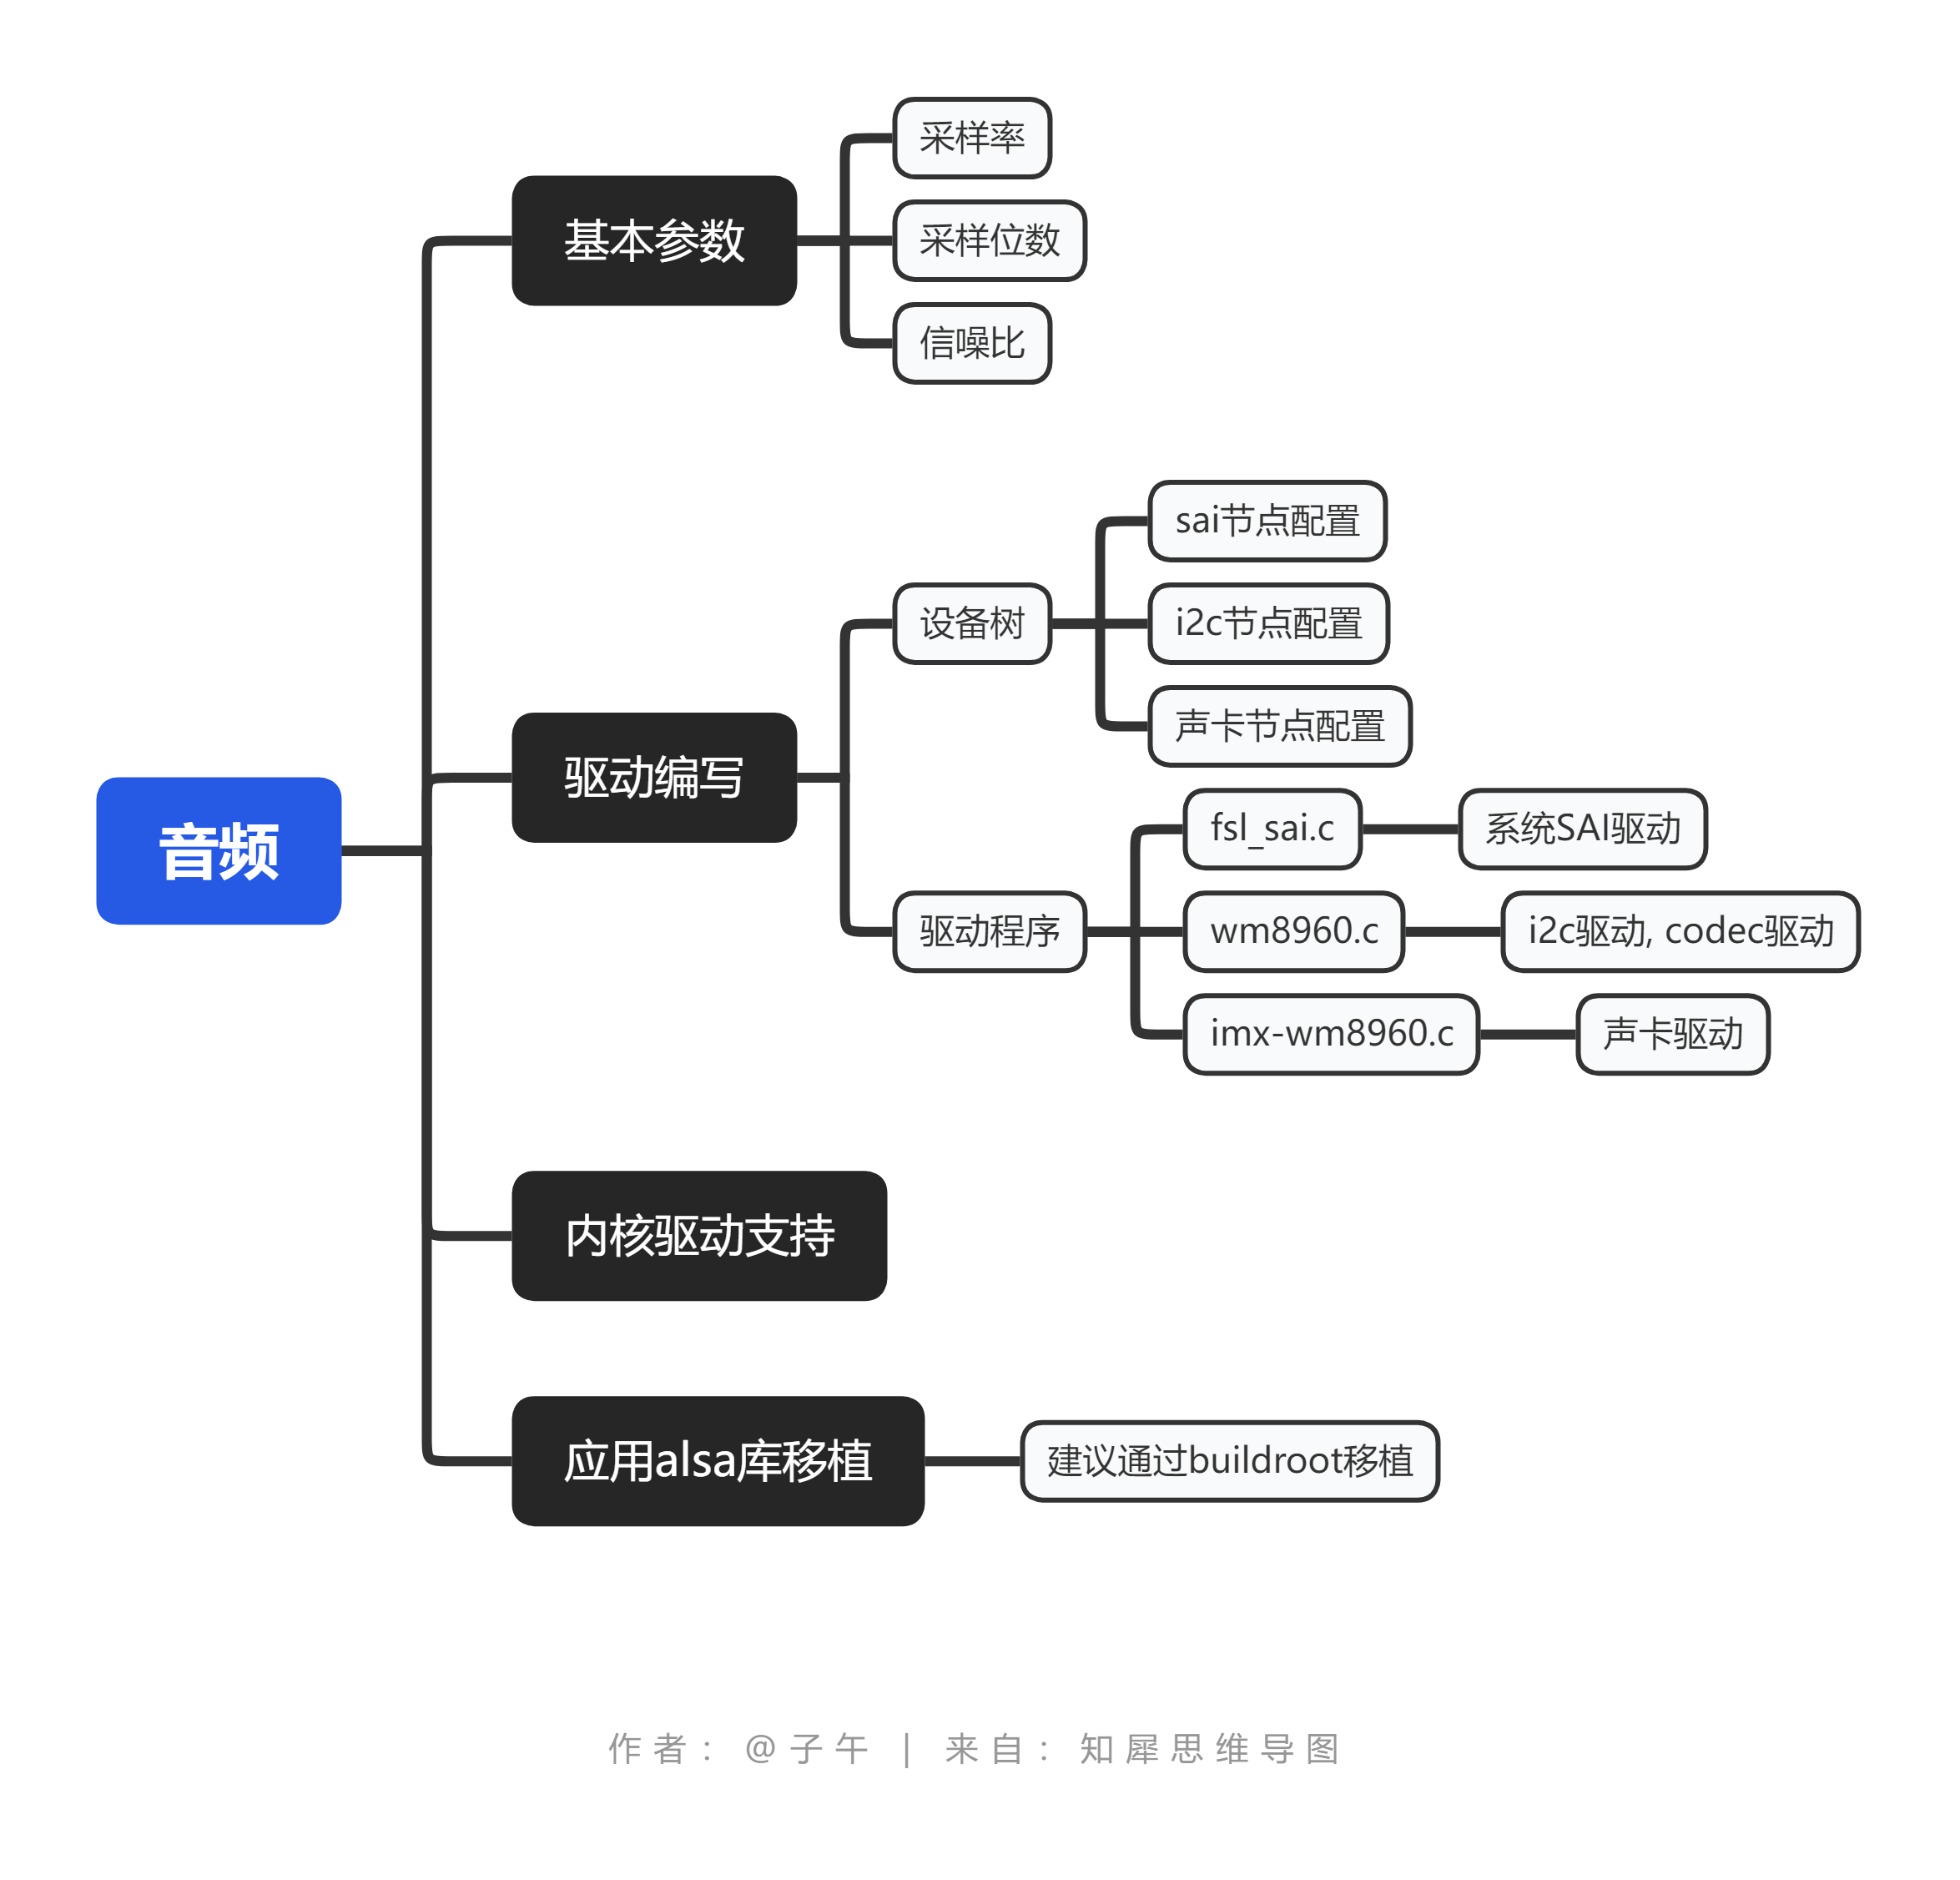 音频
基本参数
采样率
采样位数
信噪比
驱动编写
设备树
sai节点配置
i2c节点配置
声卡节点配置
驱动程序
fsl_sai.c
系统SAI驱动
wm8960.c
i2c驱动, codec驱动
imx-wm8960.c
声卡驱动
内核驱动支持
应用alsa库移植
建议通过buildroot移植
作者：@子午 | 来自：知犀思维导图